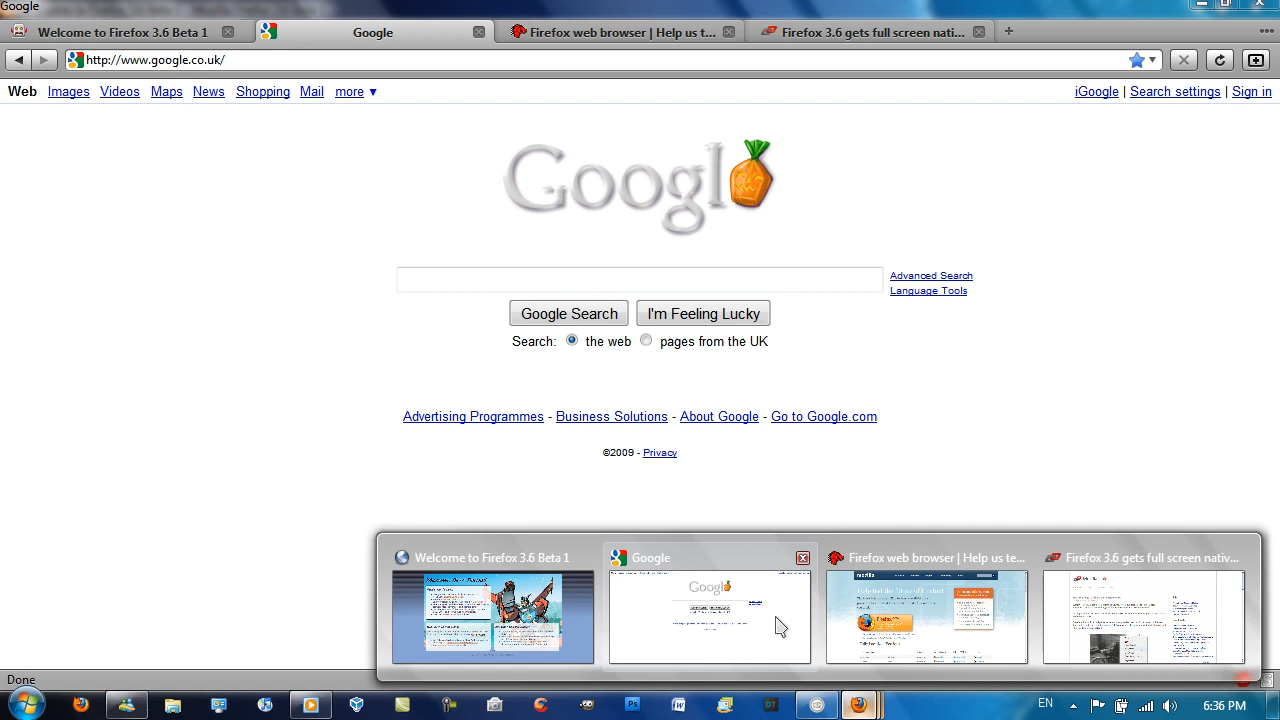 Google
Welcome to Firefox 3.6 Beta 1
Google
Firefox web browser | Help us t...
Firefox 3.6 gets full screen nati...
http://www.google.co.uk/
Web Images Videos Maps News Shopping Mail more ▼
iGoogle | Search settings | Sign in
Googl
Advanced Search
Language Tools
Google Search I'm Feeling Lucky
Search: the web pages from the UK
Advertising Programmes - Business Solutions - About Google - Go to Google.com
©2009 - Privacy
Welcome to Firefox 3.6 Beta 1
Google
Firefox web browser | Help us te...
Firefox 3.6 gets full screen nativ...
mozilla
Googl
Done
Ps
W
DT
EN
6:36 PM